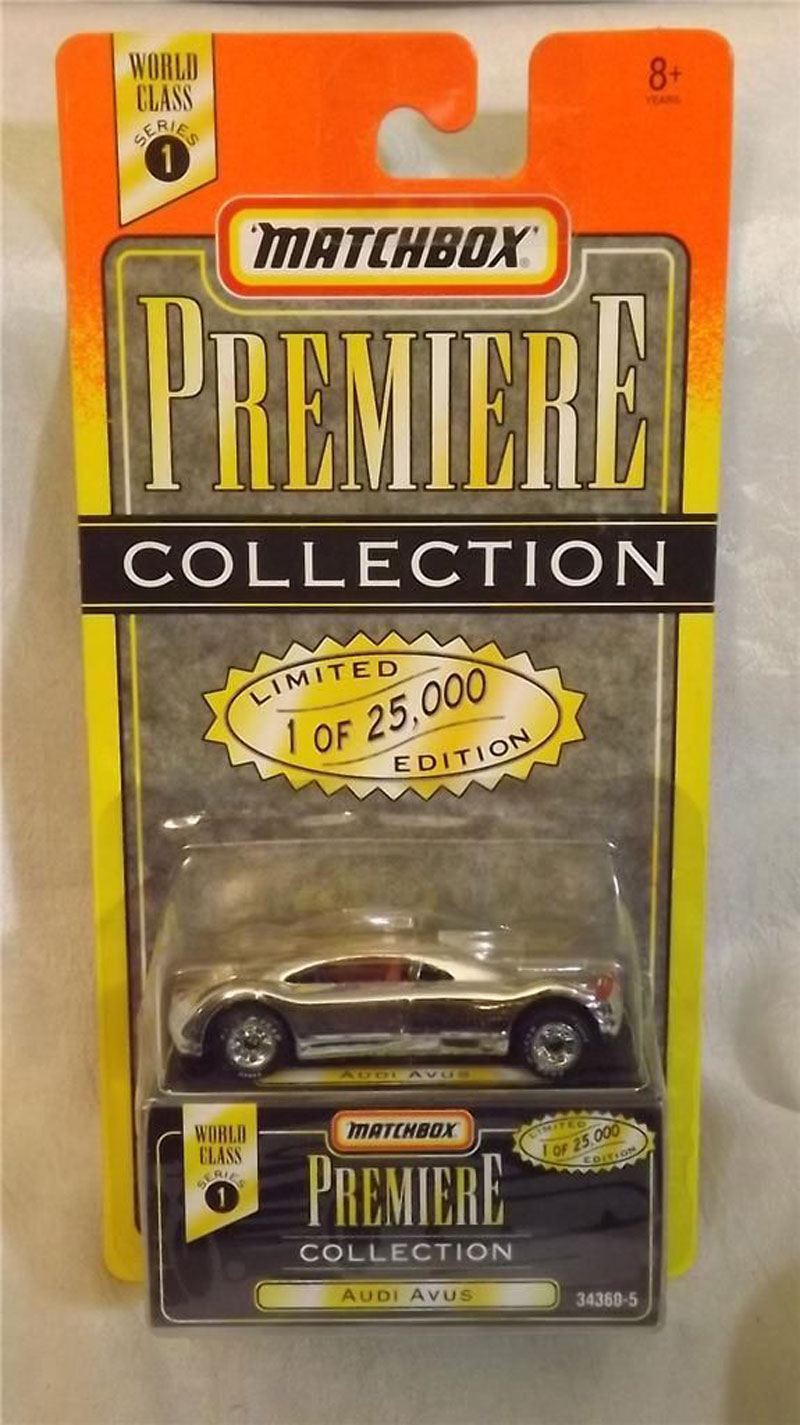 WORLD
CLASS
SERIES
1
8+
YEARS
'MATCHBOX'
PREMIERE
COLLECTION
LIMITED
1 OF 25,000
EDITION
AUDI AVUS
WORLD
CLASS
SERIES
1
'MATCHBOX'
PREMIERE
COLLECTION
LIMITED
1 OF 25,000
EDITION
AUDI AVUS
34360-5